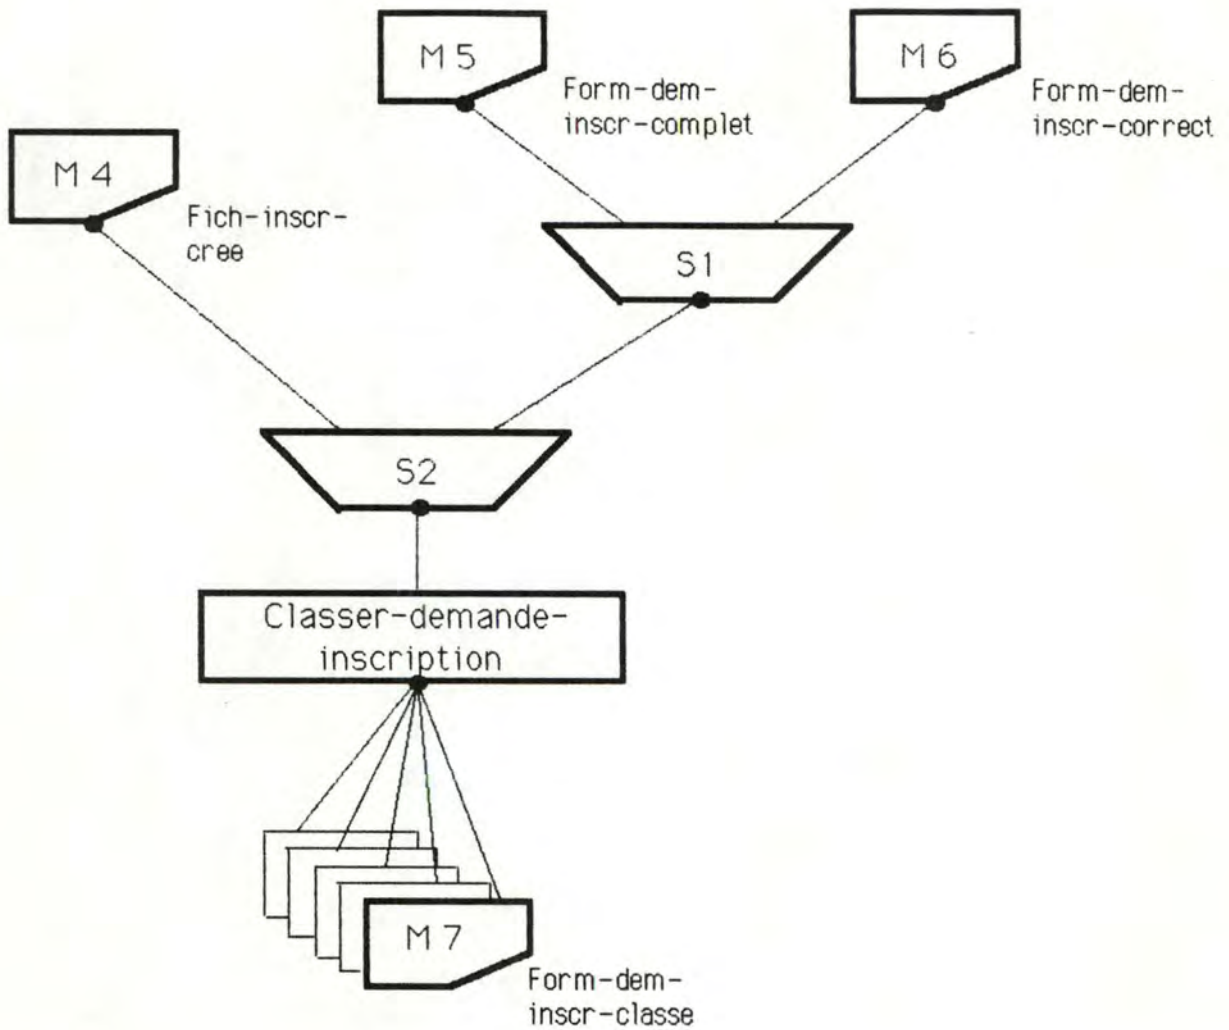 M 5
Form-dem-
inscr-complet
M 6
Form-dem-
inscr-correct
M 4
Fich-inscr-
cree
S1
S2
Classer-demande-
inscription
M 7
Form-dem-
inscr-classe